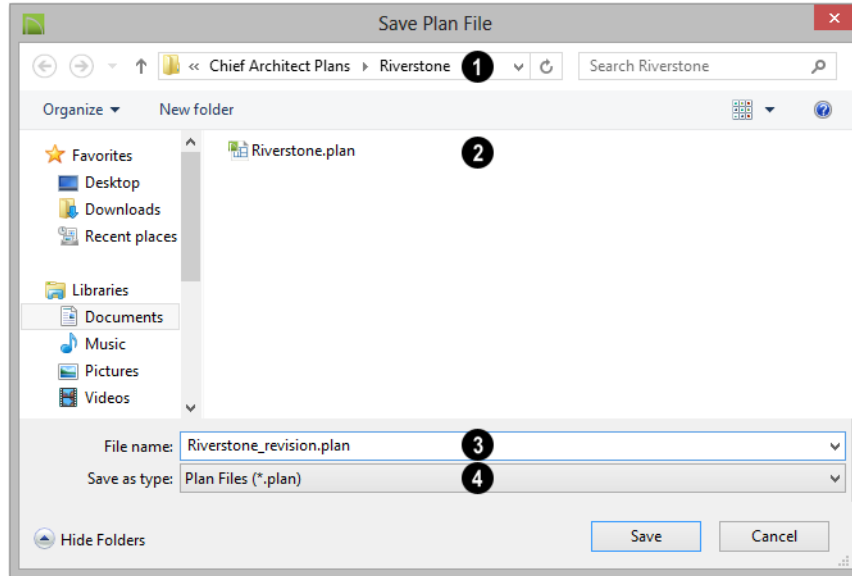 Save Plan File
« Chief Architect Plans Riverstone 1 Search Riverstone
Organize New folder
Favorites
Desktop
Downloads
Recent places
Libraries
Documents
Music
Pictures
Videos
Riverstone.plan 2
File name: Riverstone_revision.plan 3
Save as type: Plan Files (*.plan) 4
Hide Folders Save Cancel